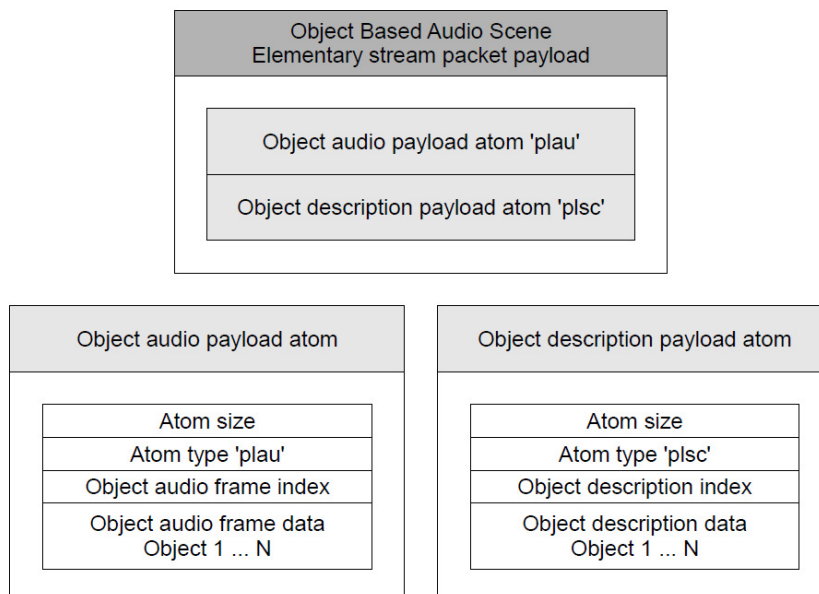 Object Based Audio Scene
Elementary stream packet payload
Object audio payload atom 'plau'
Object description payload atom 'plsc'
Object audio payload atom
Atom size
Atom type 'plau'
Object audio frame index
Object audio frame data
Object 1 ... N
Object description payload atom
Atom size
Atom type 'plsc'
Object description index
Object description data
Object 1 ... N